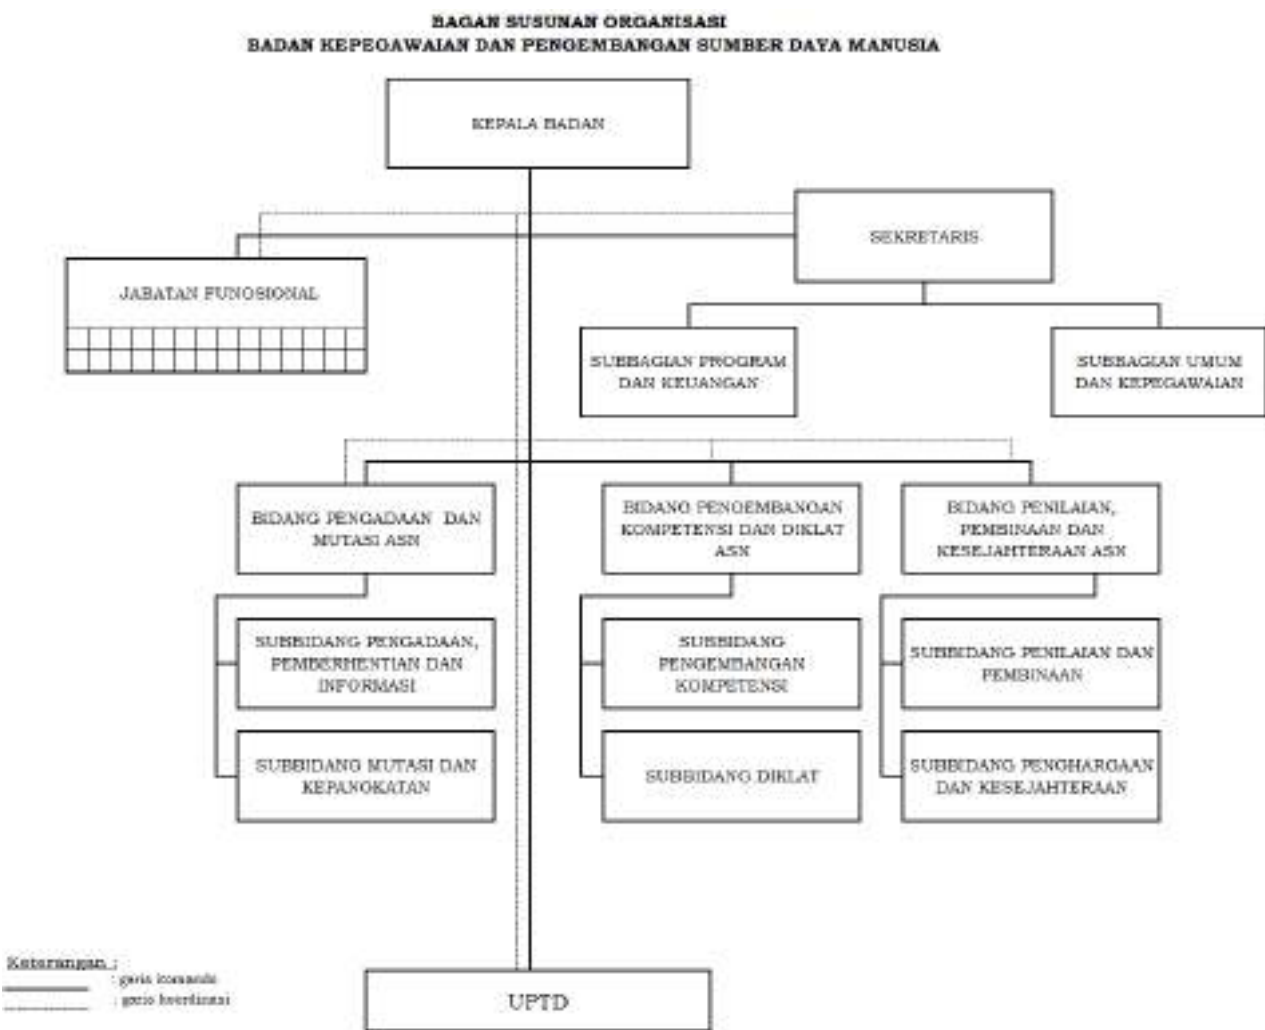 BAGAN SUSUNAN ORGANISASI
BADAN KEPEGAWAIAN DAN PENGEMBANGAN SUMBER DAYA MANUSIA
KEPALA BADAN
SEKRETARIS
JABATAN FUNGSIONAL
SUBBAGIAN PROGRAM
DAN KEUANGAN
SUBBAGIAN UMUM
DAN KEPEGAWAIAN
BIDANG PENGADAAN DAN
MUTASI ASN
BIDANG PENGEMBANGAN
KOMPETENSI DAN DIKLAT
ASN
BIDANG PENILAIAN,
PEMBINAAN DAN
KESEJAHTERAAN ASN
SUBBIDANG PENGADAAN,
PEMBERHENTIAN DAN
INFORMASI
SUBBIDANG
PENGEMBANGAN
KOMPETENSI
SUBBIDANG PENILAIAN DAN
PEMBINAAN
SUBBIDANG MUTASI DAN
KEPANGKATAN
SUBBIDANG DIKLAT
SUBBIDANG PENGHARGAAN
DAN KESEJAHTERAAN
Keterangan :
: garis komando
: garis koordinasi
UPTD